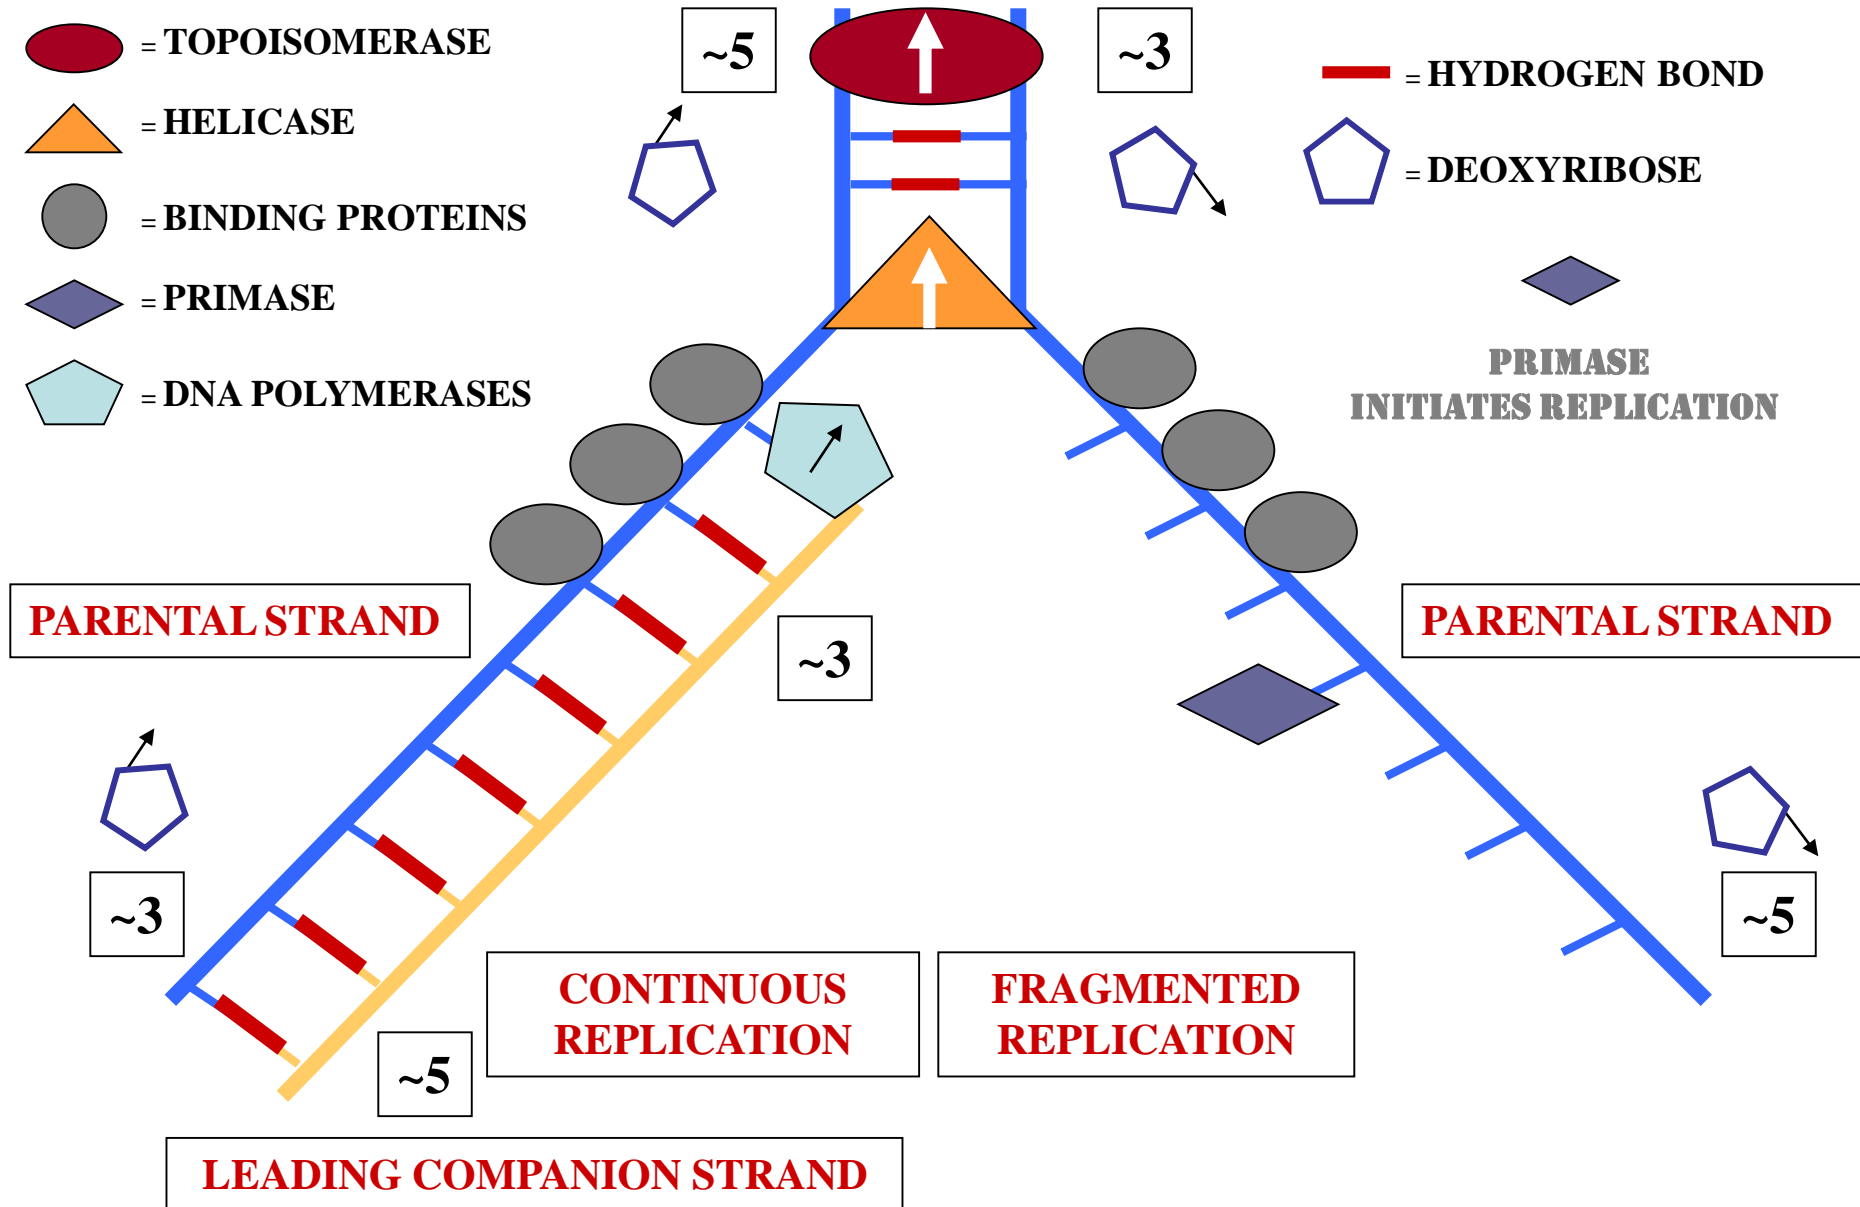 = TOPOISOMERASE
= HELICASE
= BINDING PROTEINS
= PRIMASE
= DNA POLYMERASES
~5
~3
= HYDROGEN BOND
= DEOXYRIBOSE
PRIMASE
INITIATES REPLICATION
PARENTAL STRAND
PARENTAL STRAND
~3
~3
~5
CONTINUOUS
REPLICATION
FRAGMENTED
REPLICATION
~5
LEADING COMPANION STRAND